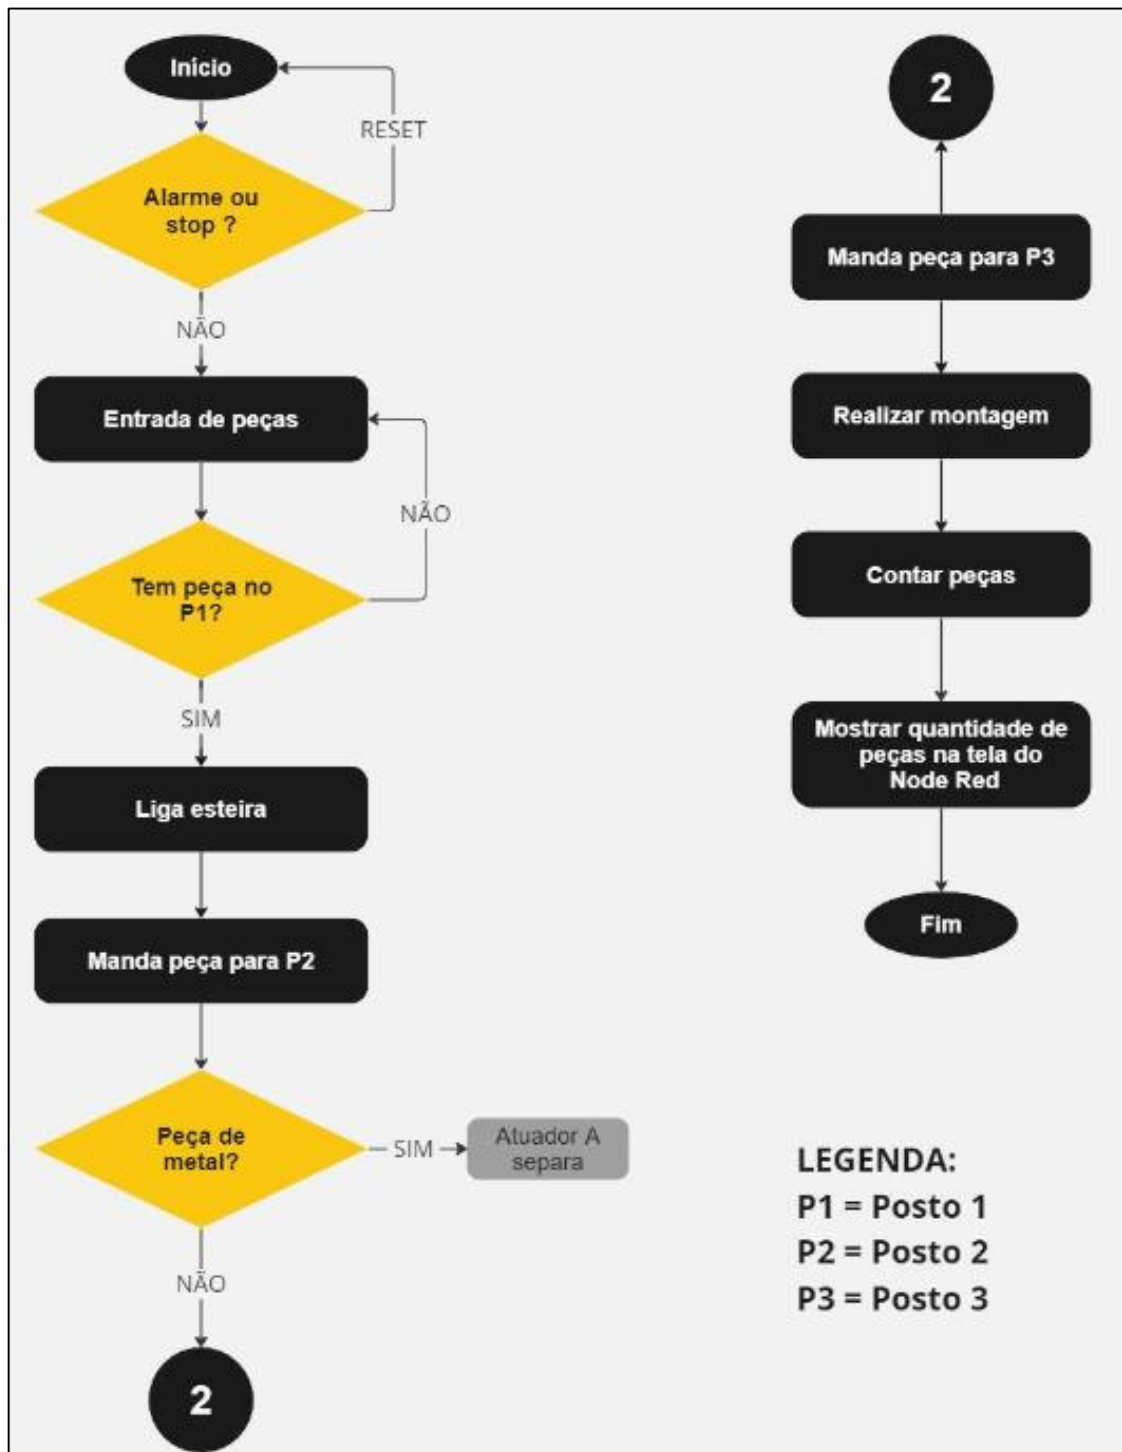 Início
RESET
Alarme ou
stop ?
NÃO
Entrada de peças
NÃO
Tem peça no
P1?
SIM
Liga esteira
Manda peça para P2
Peça de
metal?
SIM
Atuador A
separa
NÃO
2
2
Manda peça para P3
Realizar montagem
Contar peças
Mostrar quantidade de
peças na tela do
Node Red
Fim
LEGENDA:
P1 = Posto 1
P2 = Posto 2
P3 = Posto 3